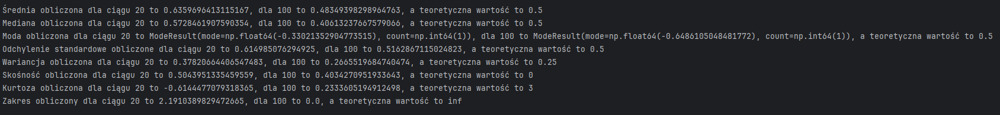 Średnia obliczona dla ciągu 20 to 0.6359696413115167, dla 100 to 0.48349398298964763, a teoretyczna wartość to 0.5
Mediana obliczona dla ciągu 20 to 0.5728461907590354, dla 100 to 0.40613237667579066, a teoretyczna wartość to 0.5
Moda obliczona dla ciągu 20 to ModeResult(mode=np.float64(-0.33021352904773515), count=np.int64(1)), dla 100 to ModeResult(mode=np.float64(-0.6486105048481772), count=np.int64(1)), a teoretyczna wartość to 0.5
Odchylenie standardowe obliczone dla ciągu 20 to 0.614985076294925, dla 100 to 0.5162867115024823, a teoretyczna wartość to 0.5
Wariancja obliczona dla ciągu 20 to 0.37820664406547483, dla 100 to 0.2665519684740474, a teoretyczna wartość to 0.25
Skośność obliczona dla ciągu 20 to 0.5043951335459559, dla 100 to 0.4034270951933643, a teoretyczna wartość to 0
Kurtoza obliczona dla ciągu 20 to -0.6144477079318365, dla 100 to 0.2333605194912498, a teoretyczna wartość to 3
Zakres obliczony dla ciągu 20 to 2.1910389829472665, dla 100 to 0.0, a teoretyczna wartość to inf